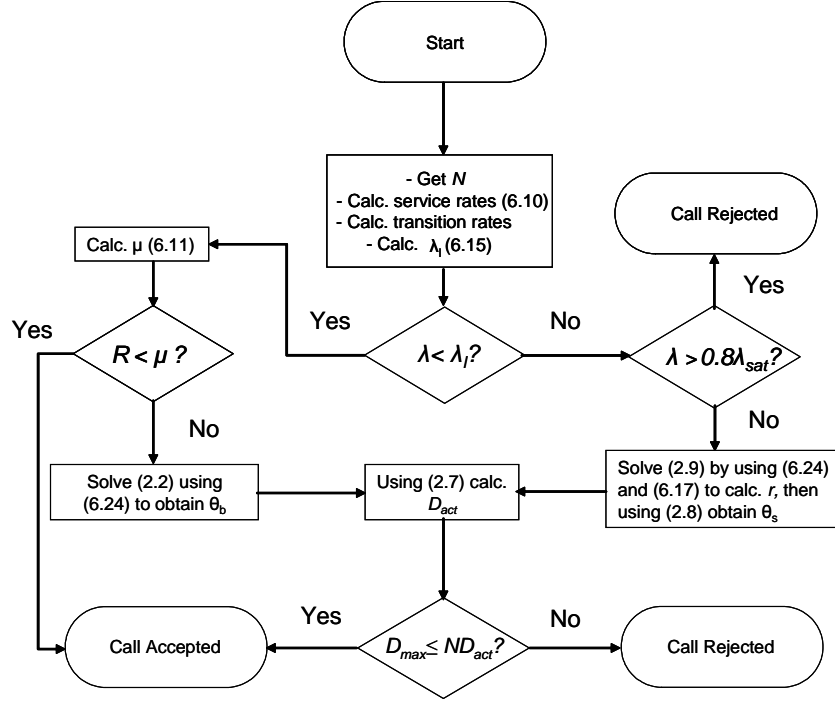 Start
- Get N
- Calc. service rates (6.10)
- Calc. transition rates
- Calc. λl (6.15)
Call Rejected
Calc. μ (6.11)
Yes
Yes
Yes
No
R < μ ?
λ < λl?
λ > 0.8λsat?
No
No
Solve (2.2) using
(6.24) to obtain θb
Using (2.7) calc.
Dact
Solve (2.9) by using (6.24)
and (6.17) to calc. r, then
using (2.8) obtain θs
Yes
No
Call Accepted
Dmax ≤ NDact?
Call Rejected